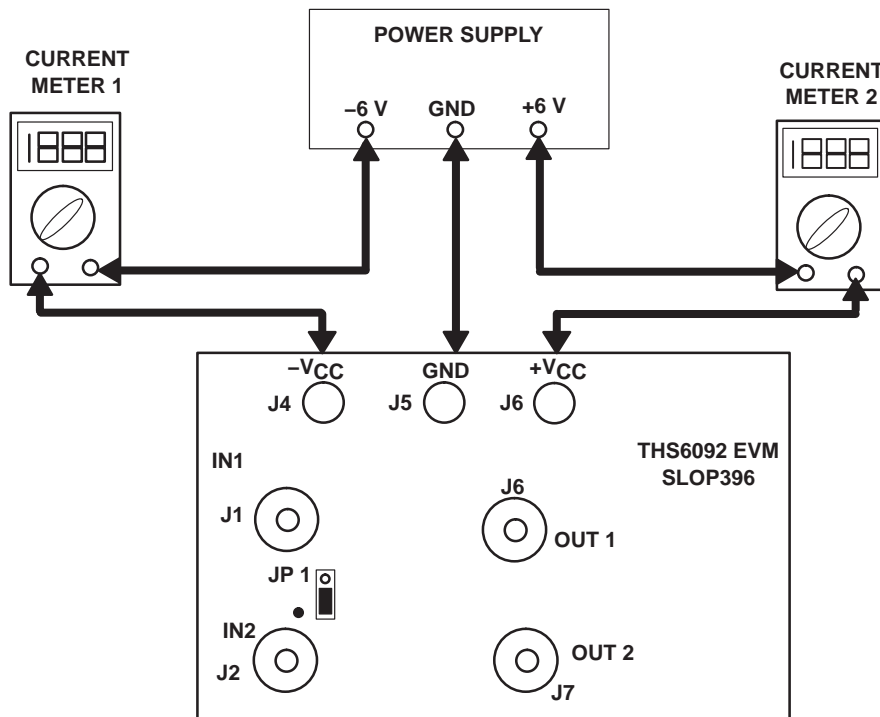 POWER SUPPLY
–6 V
GND
+6 V
CURRENT
METER 1
CURRENT
METER 2
–VCC
GND
+VCC
J4
J5
J6
THS6092 EVM
SLOP396
IN1
J1
J6
OUT 1
JP 1
IN2
J2
OUT 2
J7